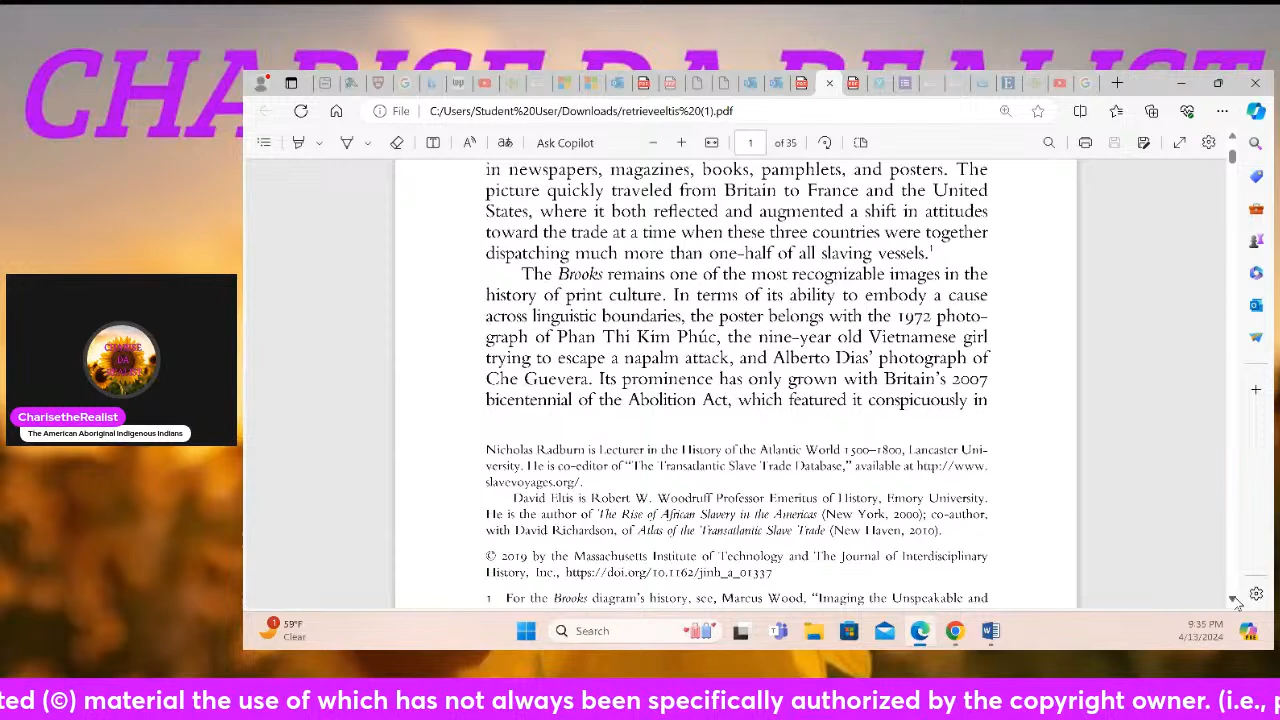 CHARISE DA REALIST
File C:/Users/Student%20User/Downloads/retrieveeltis%20(1).pdf
Ask Copilot 1 of 35
in newspapers, magazines, books, pamphlets, and posters. The
picture quickly traveled from Britain to France and the United
States, where it both reflected and augmented a shift in attitudes
toward the trade at a time when these three countries were together
dispatching much more than one-half of all slaving vessels.1
The Brooks remains one of the most recognizable images in the
history of print culture. In terms of its ability to embody a cause
across linguistic boundaries, the poster belongs with the 1972 photo-
graph of Phan Thi Kim Phúc, the nine-year old Vietnamese girl
trying to escape a napalm attack, and Alberto Dias' photograph of
Che Guevera. Its prominence has only grown with Britain's 2007
bicentennial of the Abolition Act, which featured it conspicuously in
Nicholas Radburn is Lecturer in the History of the Atlantic World 1500–1800, Lancaster Uni-
versity. He is co-editor of "The Transatlantic Slave Trade Database," available at http://www.
slavevoyages.org/.
David Eltis is Robert W. Woodruff Professor Emeritus of History, Emory University.
He is the author of The Rise of African Slavery in the Americas (New York, 2000); co-author,
with David Richardson, of Atlas of the Transatlantic Slave Trade (New Haven, 2010).
© 2019 by the Massachusetts Institute of Technology and The Journal of Interdisciplinary
History, Inc., https://doi.org/10.1162/jinh_a_01337
1 For the Brooks diagram's history, see, Marcus Wood, "Imaging the Unspeakable and
CHARISE
DA
REALIST
CharisetheRealist
The American Aboriginal Indigenous Indians
1
59°F
Clear
Search
9:35 PM
4/13/2024
ted (©) material the use of which has not always been specifically authorized by the copyright owner. (i.e., p